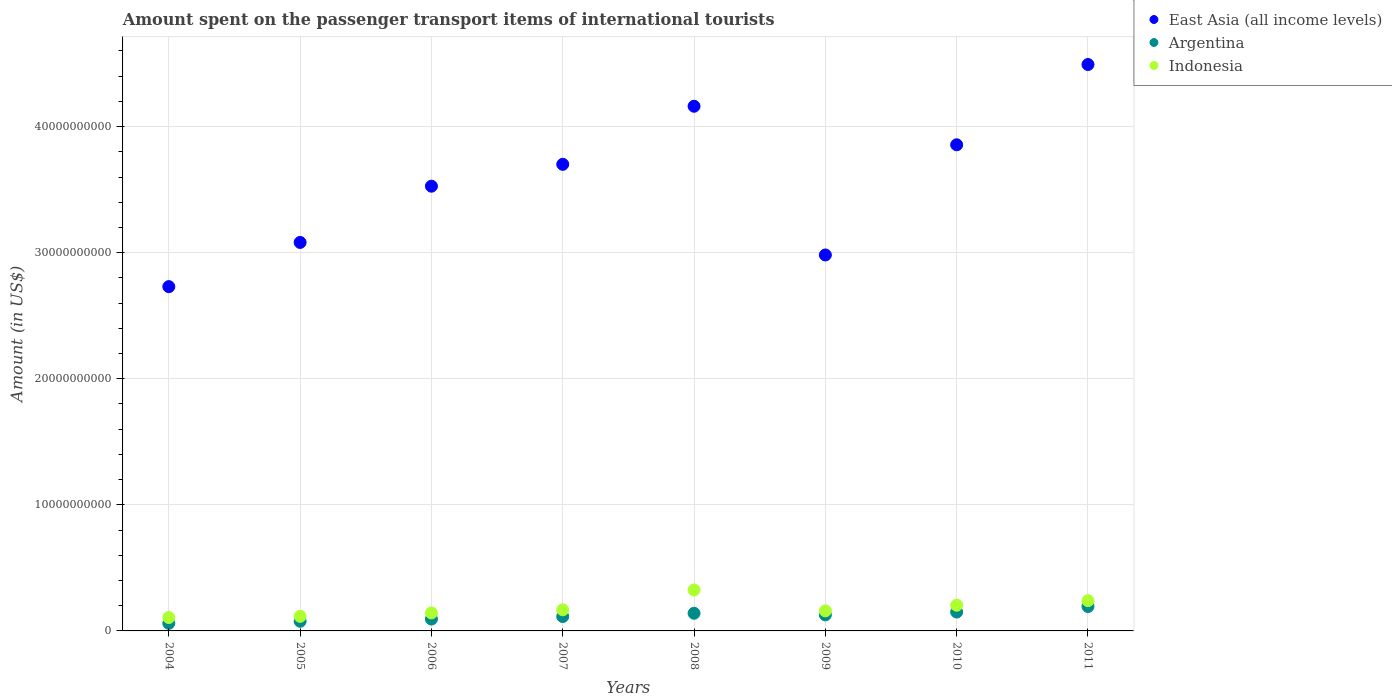 Amount spent on the passenger transport items of international tourists
East Asia (all income levels)
Argentina
Indonesia
40000000000
30000000000
20000000000
10000000000
0
Amount (in US$)
2004
2005
2006
2007
2008
2009
2010
2011
Years